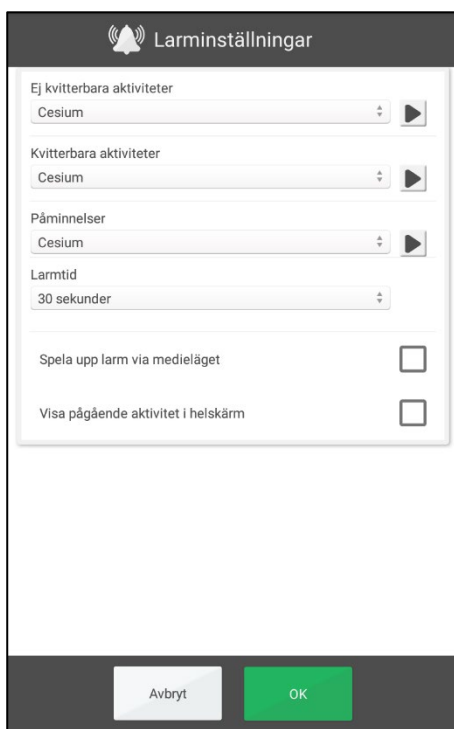 Larminställningar
Ej kvitterbara aktiviteter
Cesium
Kvitterbara aktiviteter
Cesium
Påminnelser
Cesium
Larmtid
30 sekunder
Spela upp larm via medieläget
Visa pågående aktivitet i helskärm
Avbryt
OK